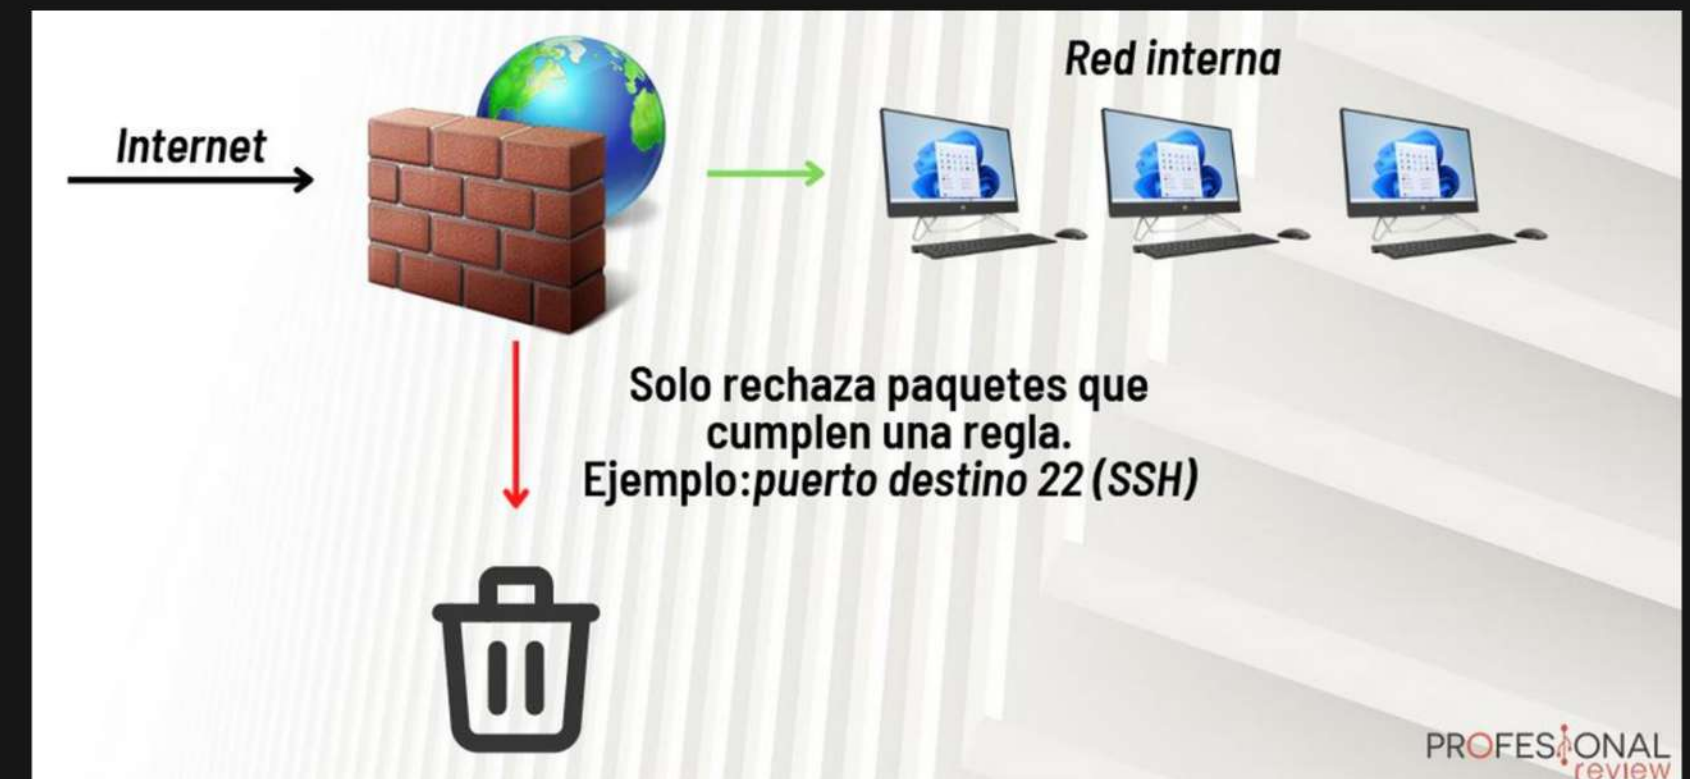 Internet
Red interna
Solo rechaza paquetes que
cumplen una regla.
Ejemplo:puerto destino 22 (SSH)
PROFESIONAL
review